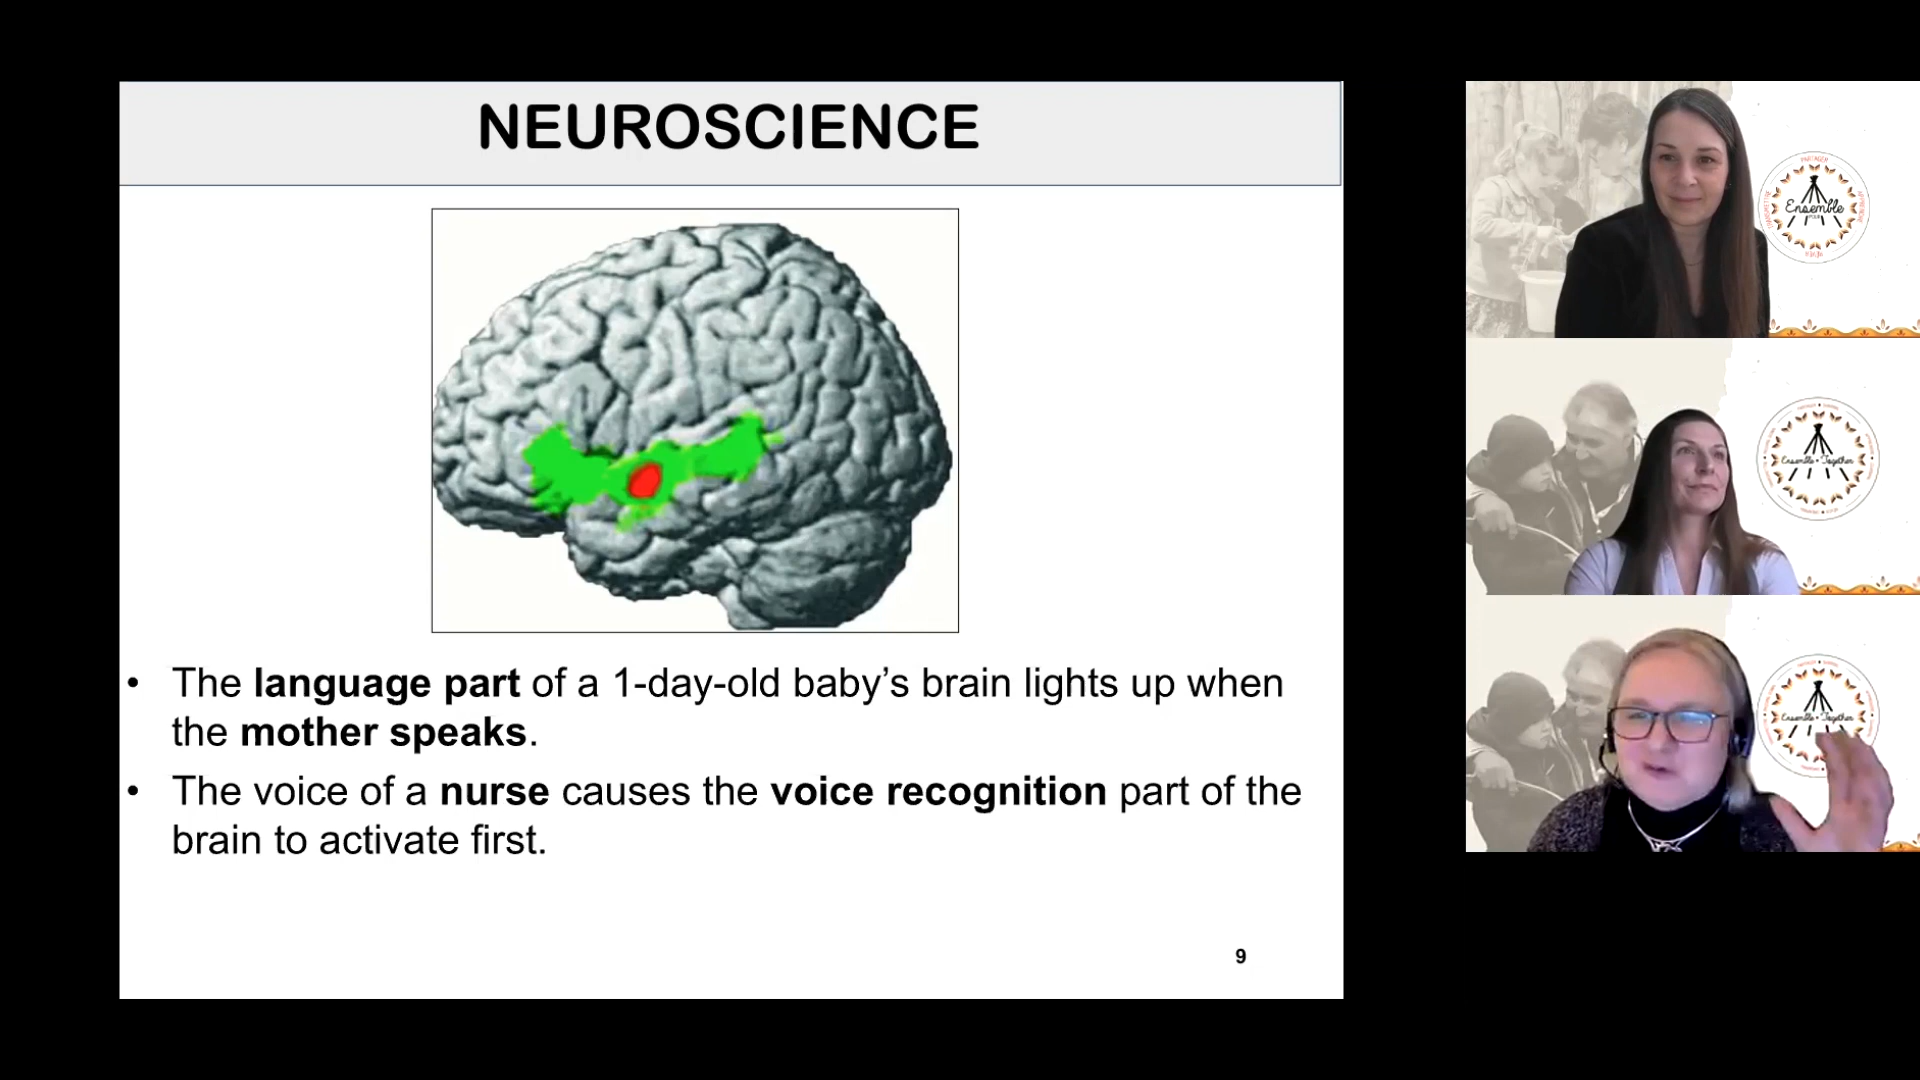 NEUROSCIENCE
• The language part of a 1-day-old baby’s brain lights up when
the mother speaks.
• The voice of a nurse causes the voice recognition part of the
brain to activate first.
9
PARTAGER
Ensemble
Ensemble • Together
Ensemble • Together